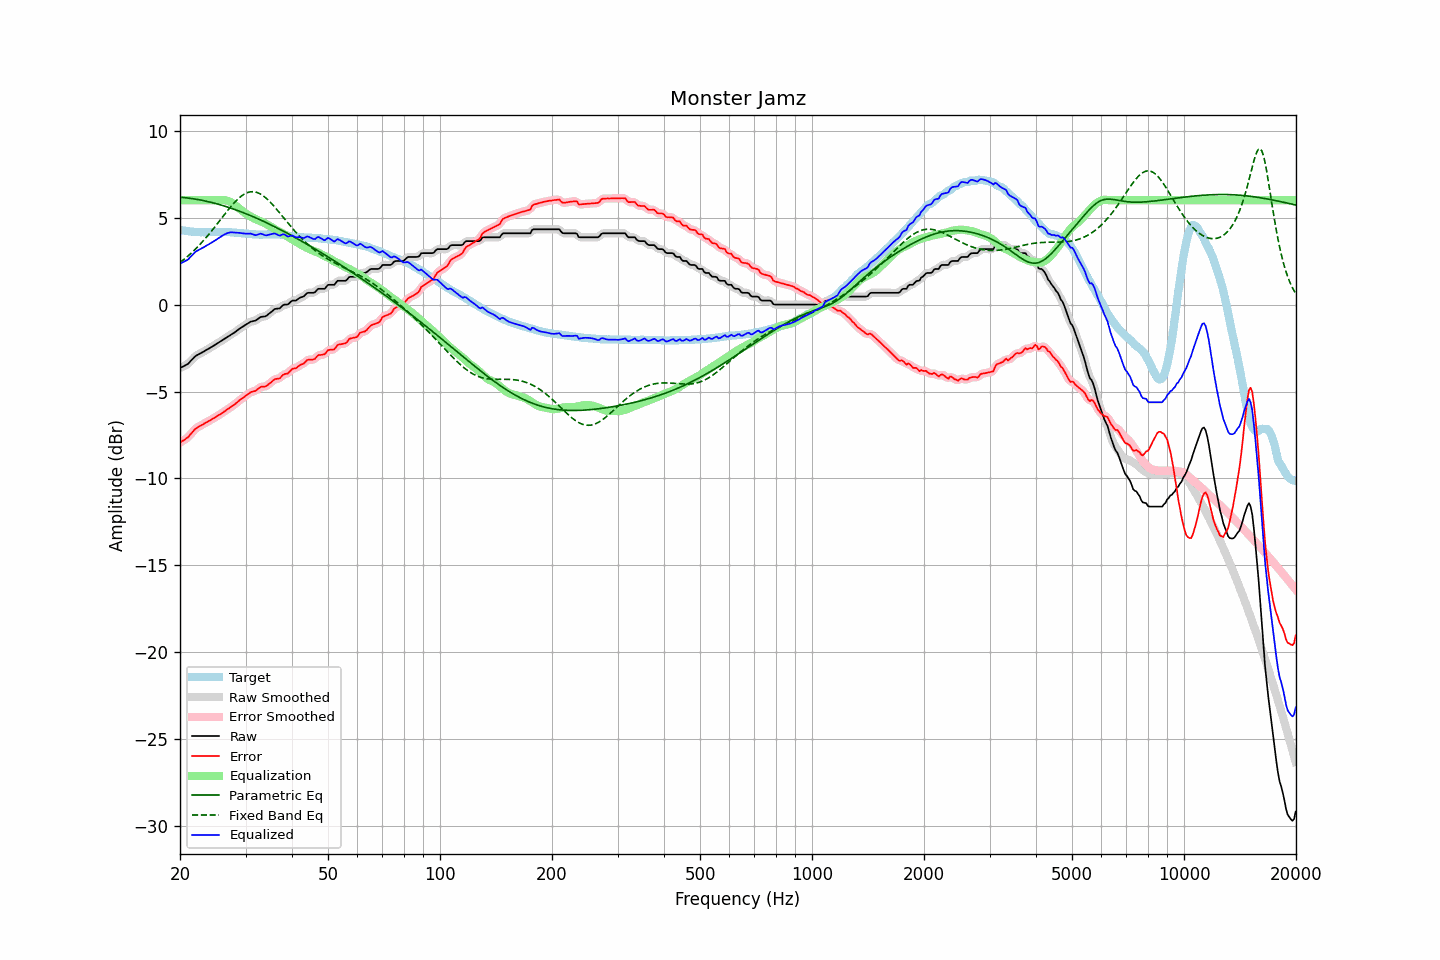 Monster Jamz
Amplitude (dBr)
10
5
0
−5
−10
−15
−20
−25
−30
Target
Raw Smoothed
Error Smoothed
Raw
Error
Equalization
Parametric Eq
Fixed Band Eq
Equalized
20 50 100 200 500 1000 2000 5000 10000 20000
Frequency (Hz)